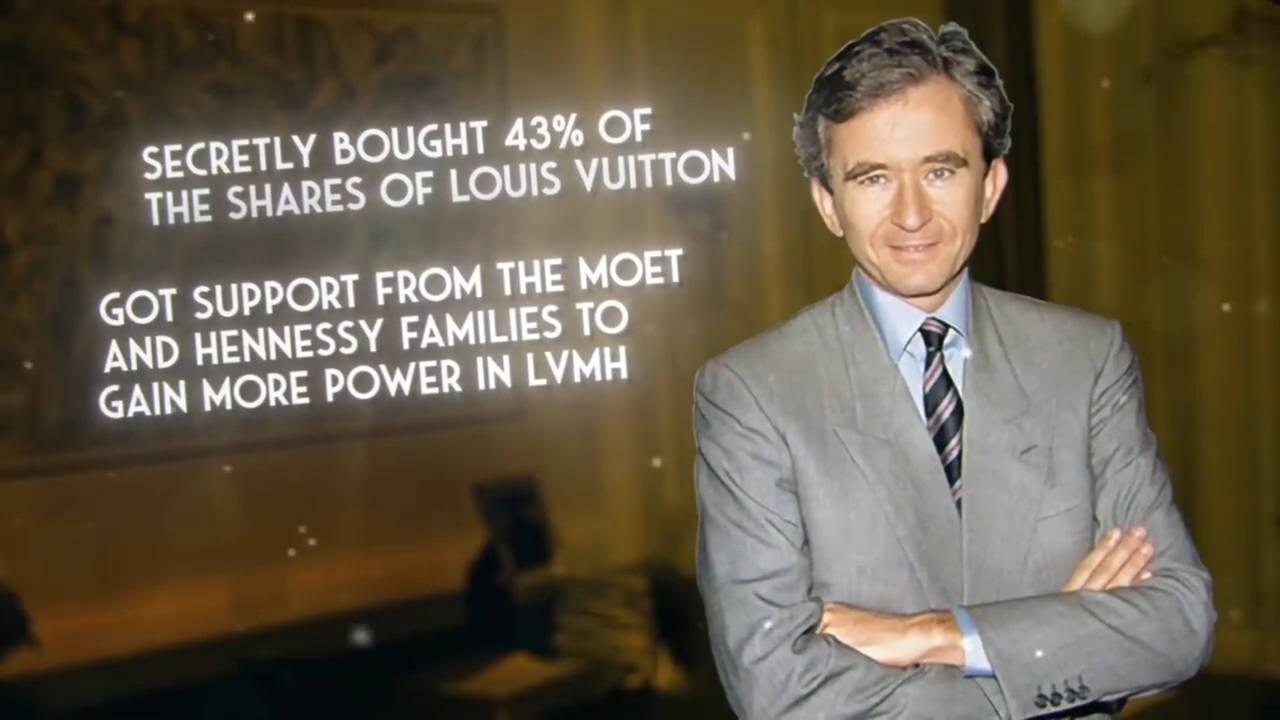 SECRETLY BOUGHT 43% OF
THE SHARES OF LOUIS VUITTON
GOT SUPPORT FROM THE MOET
AND HENNESSY FAMILIES TO
GAIN MORE POWER IN LVMH